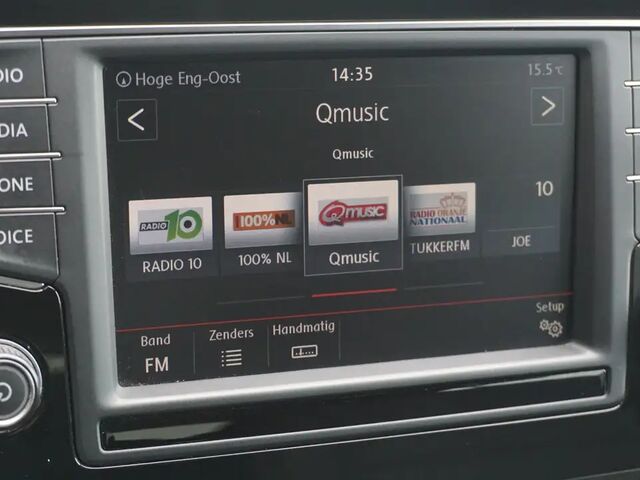 Hoge Eng-Oost 14:35 15.5°C
Qmusic
Qmusic
RADIO 10 100%NL Qmusic RADIO ORANJE NATIONAAL 10
RADIO 10 100% NL Qmusic TUKKERFM JOE
Band Zenders Handmatig Setup
FM
DIO
DIA
ONE
OICE